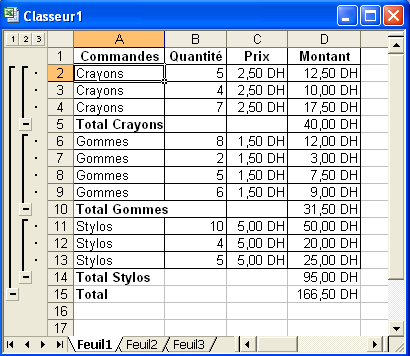 Classeur1
1 2 3 A B C D
1 Commandes Quantité Prix Montant
2 Crayons 5 2,50 DH 12,50 DH
3 Crayons 4 2,50 DH 10,00 DH
4 Crayons 7 2,50 DH 17,50 DH
5 Total Crayons 40,00 DH
6 Gommes 8 1,50 DH 12,00 DH
7 Gommes 2 1,50 DH 3,00 DH
8 Gommes 5 1,50 DH 7,50 DH
9 Gommes 6 1,50 DH 9,00 DH
10 Total Gommes 31,50 DH
11 Stylos 10 5,00 DH 50,00 DH
12 Stylos 4 5,00 DH 20,00 DH
13 Stylos 5 5,00 DH 25,00 DH
14 Total Stylos 95,00 DH
15 Total 166,50 DH
16
17
Feuil1 Feuil2 Feuil3